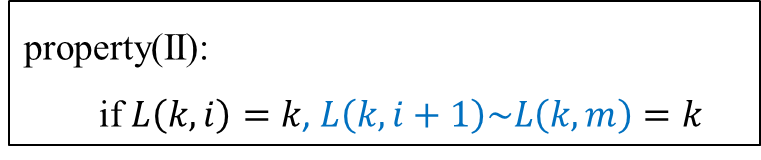 property(II):
if L(k, i) = k, L(k, i + 1)~L(k, m) = k